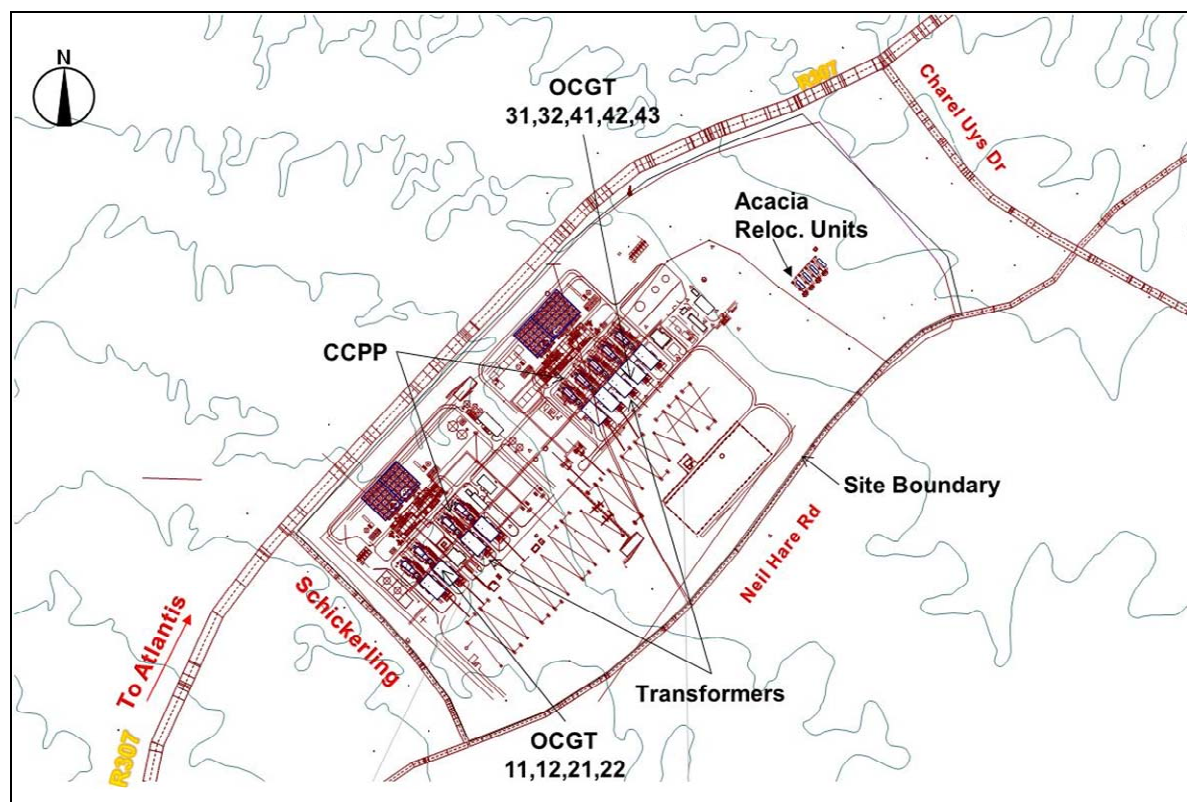 N
OCGT
31,32,41,42,43
R307
Charel Uys Dr
Acacia
Reloc. Units
CCPP
Site Boundary
Neil Hare Rd
Schickerling
To Atlantis
Transformers
R307
OCGT
11,12,21,22